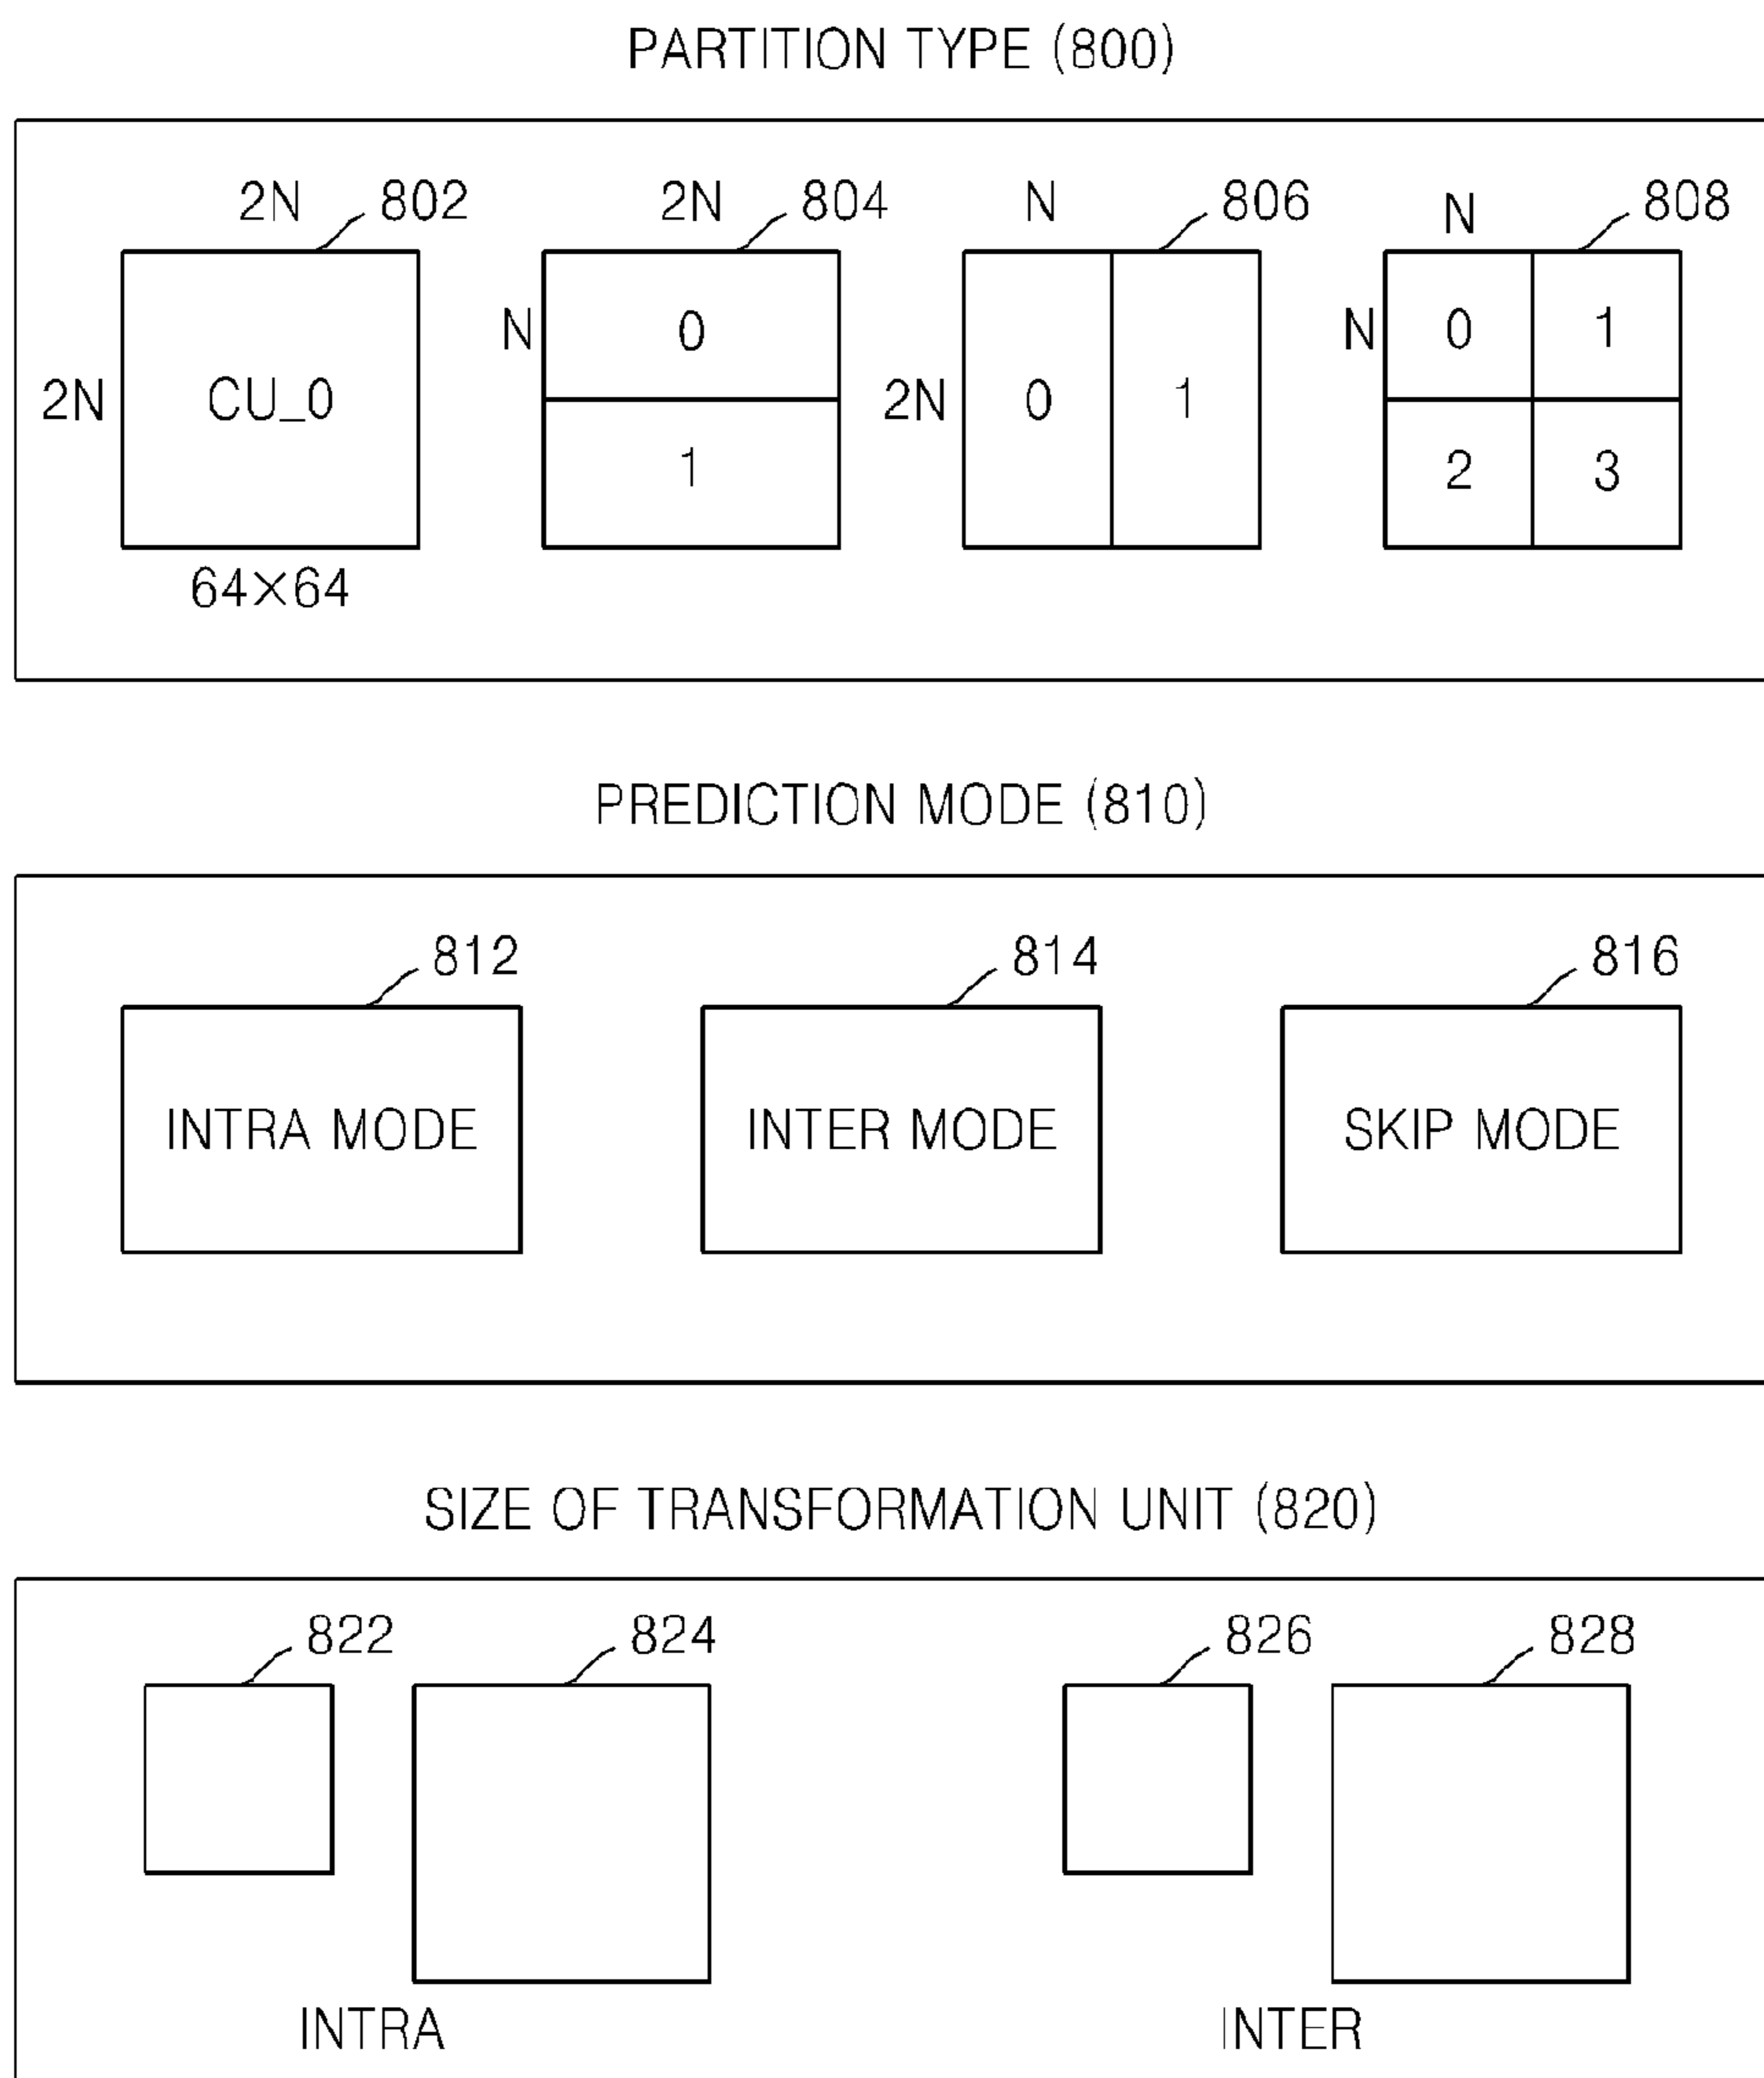 PARTITION TYPE (800)
2N 802 2N 804 N 806 N 808
N 0 N 0 1
2N CU_0 2N 0 1
1 2 3
64×64
PREDICTION MODE (810)
812 814 816
INTRA MODE INTER MODE SKIP MODE
SIZE OF TRANSFORMATION UNIT (820)
822 824 826 828
INTRA INTER